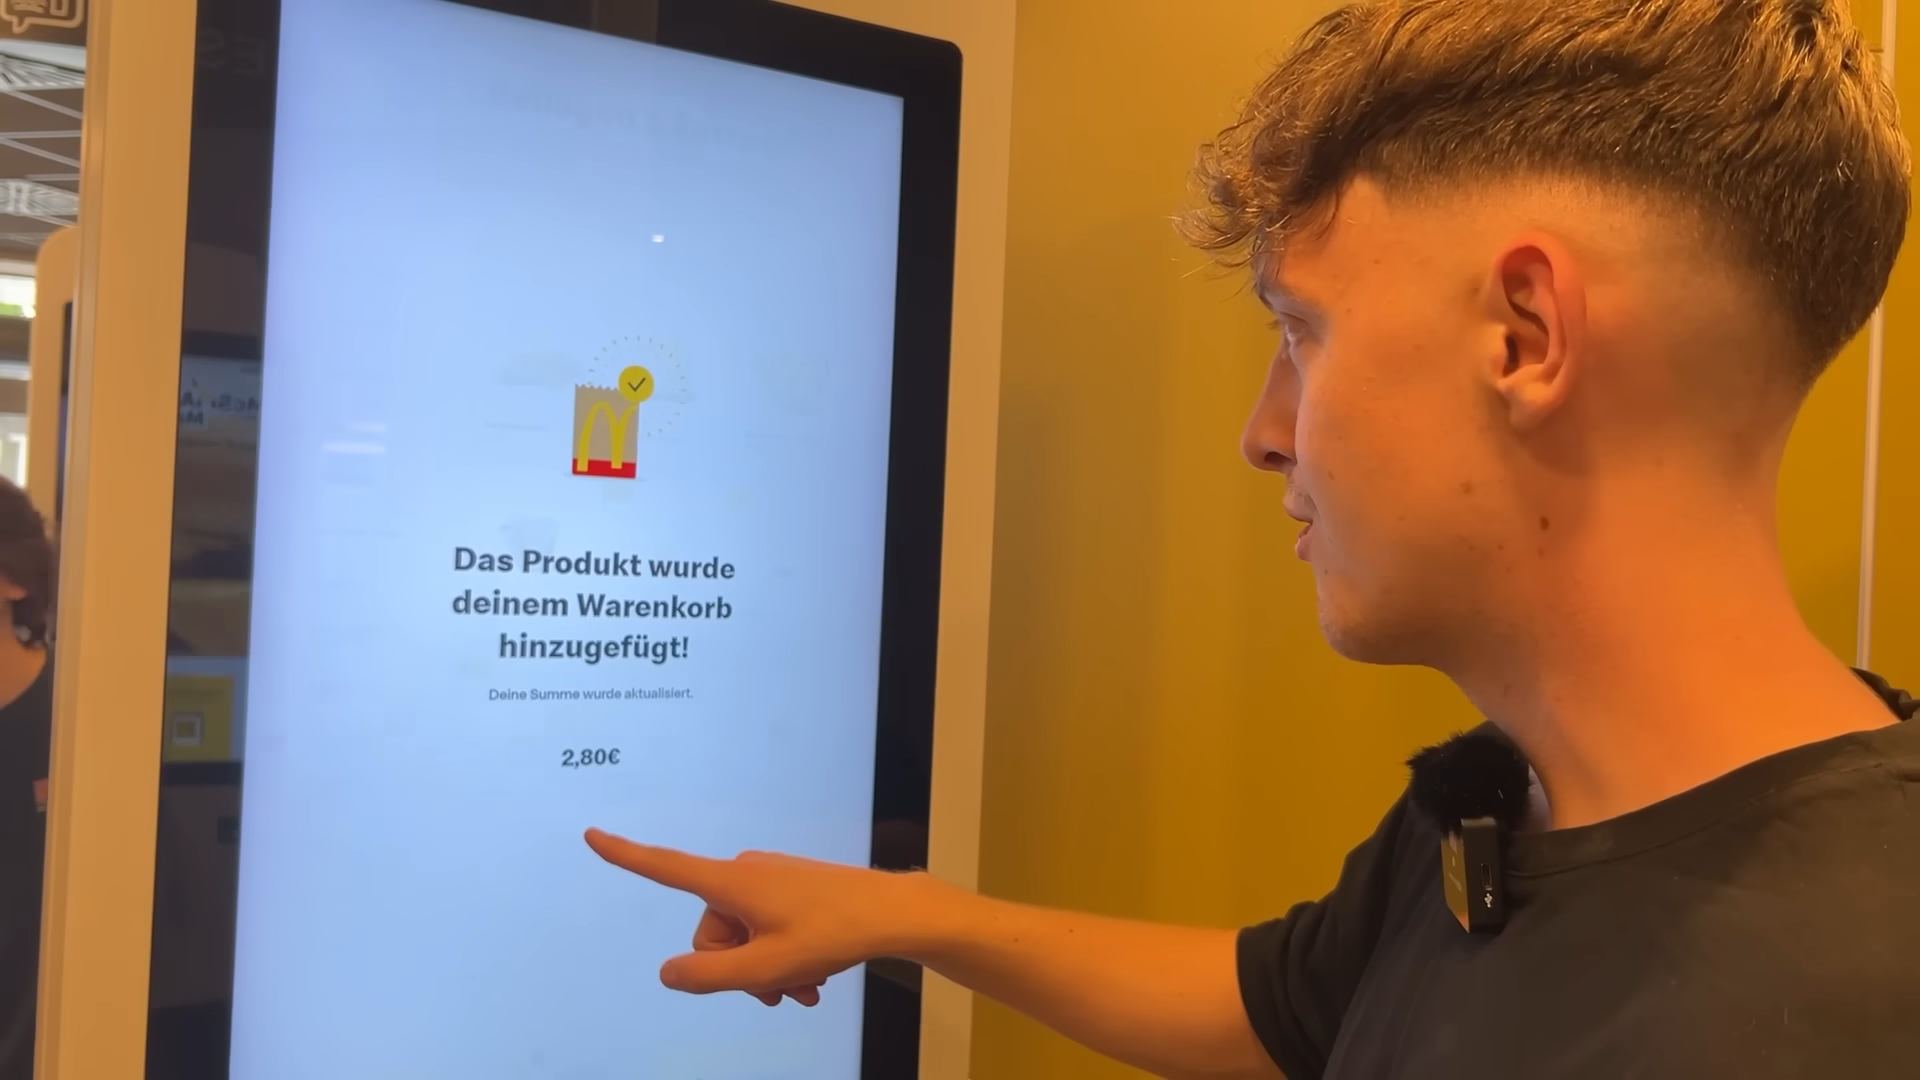 Das Produkt wurde
deinem Warenkorb
hinzugefügt!
Deine Summe wurde aktualisiert.
2,80€